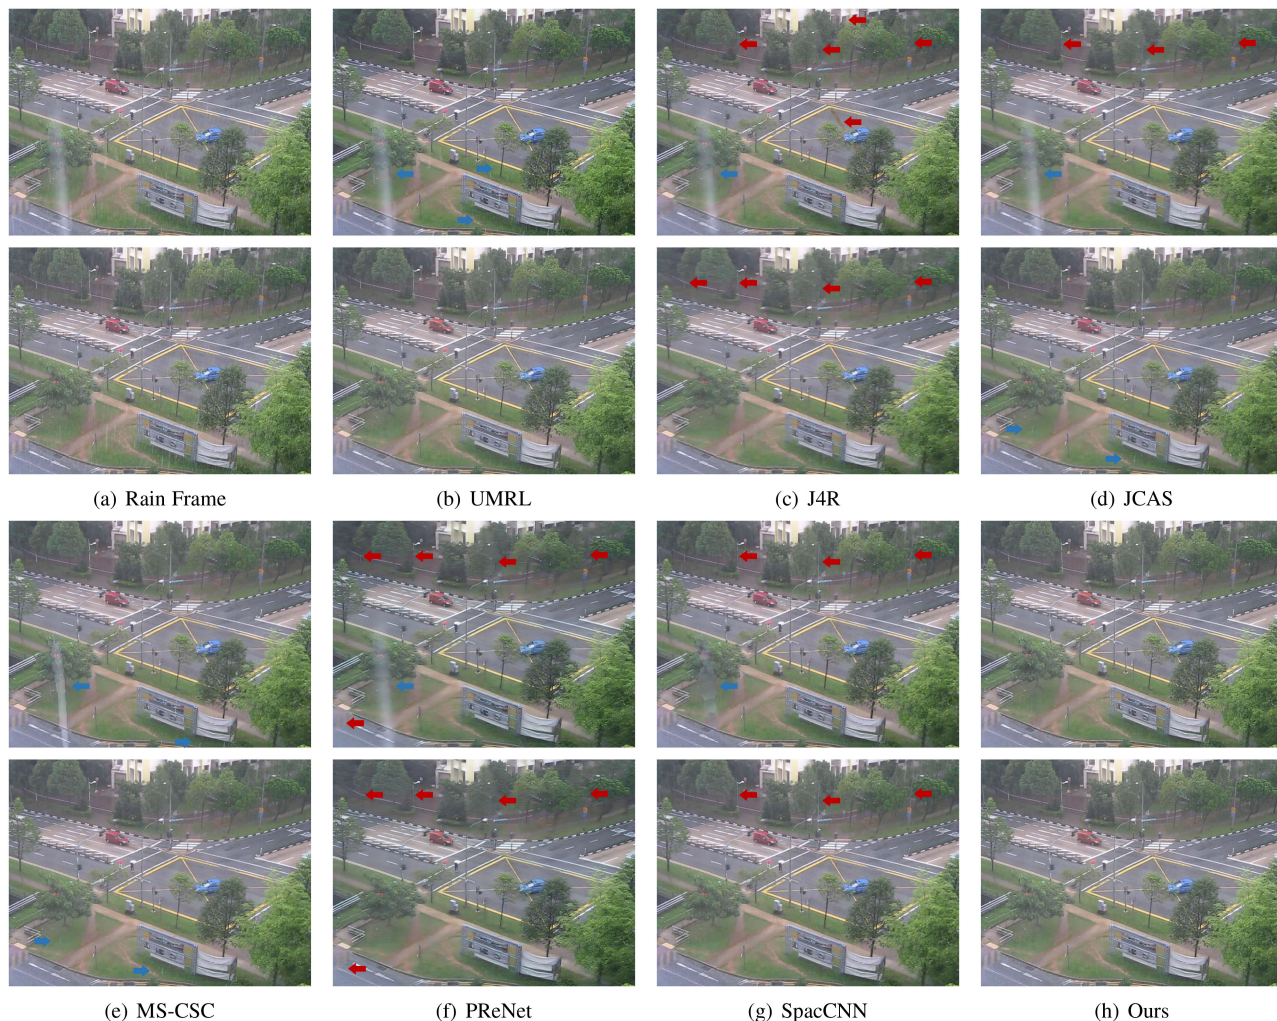 (a) Rain Frame
(b) UMRL
(c) J4R
(d) JCAS
(e) MS-CSC
(f) PReNet
(g) SpacCNN
(h) Ours